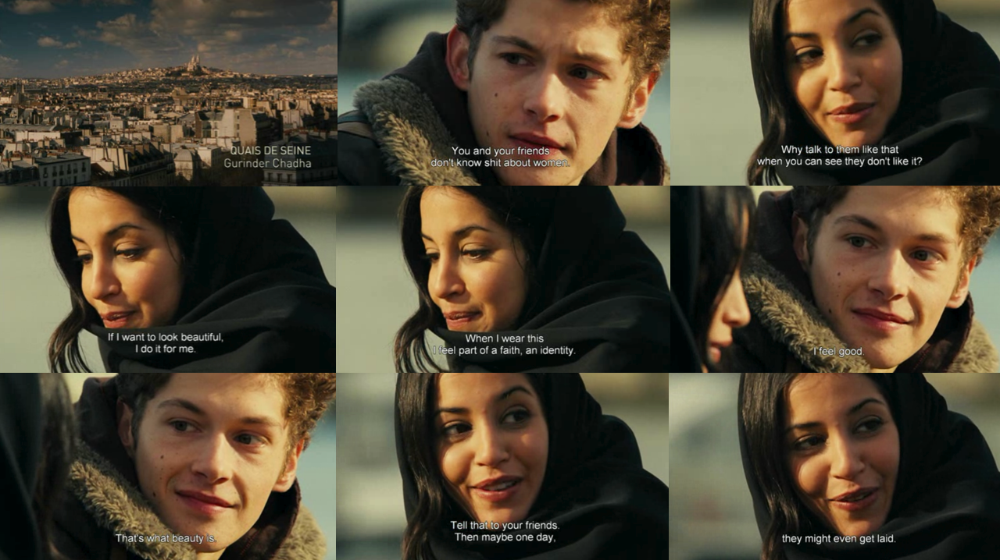 QUAIS DE SEINE
Gurinder Chadha
You and your friends
don't know shit about women.
Why talk to them like that
when you can see they don't like it?
If I want to look beautiful,
I do it for me.
When I wear this
I feel part of a faith, an identity.
I feel good.
That's what beauty is.
Tell that to your friends.
Then maybe one day,
they might even get laid.